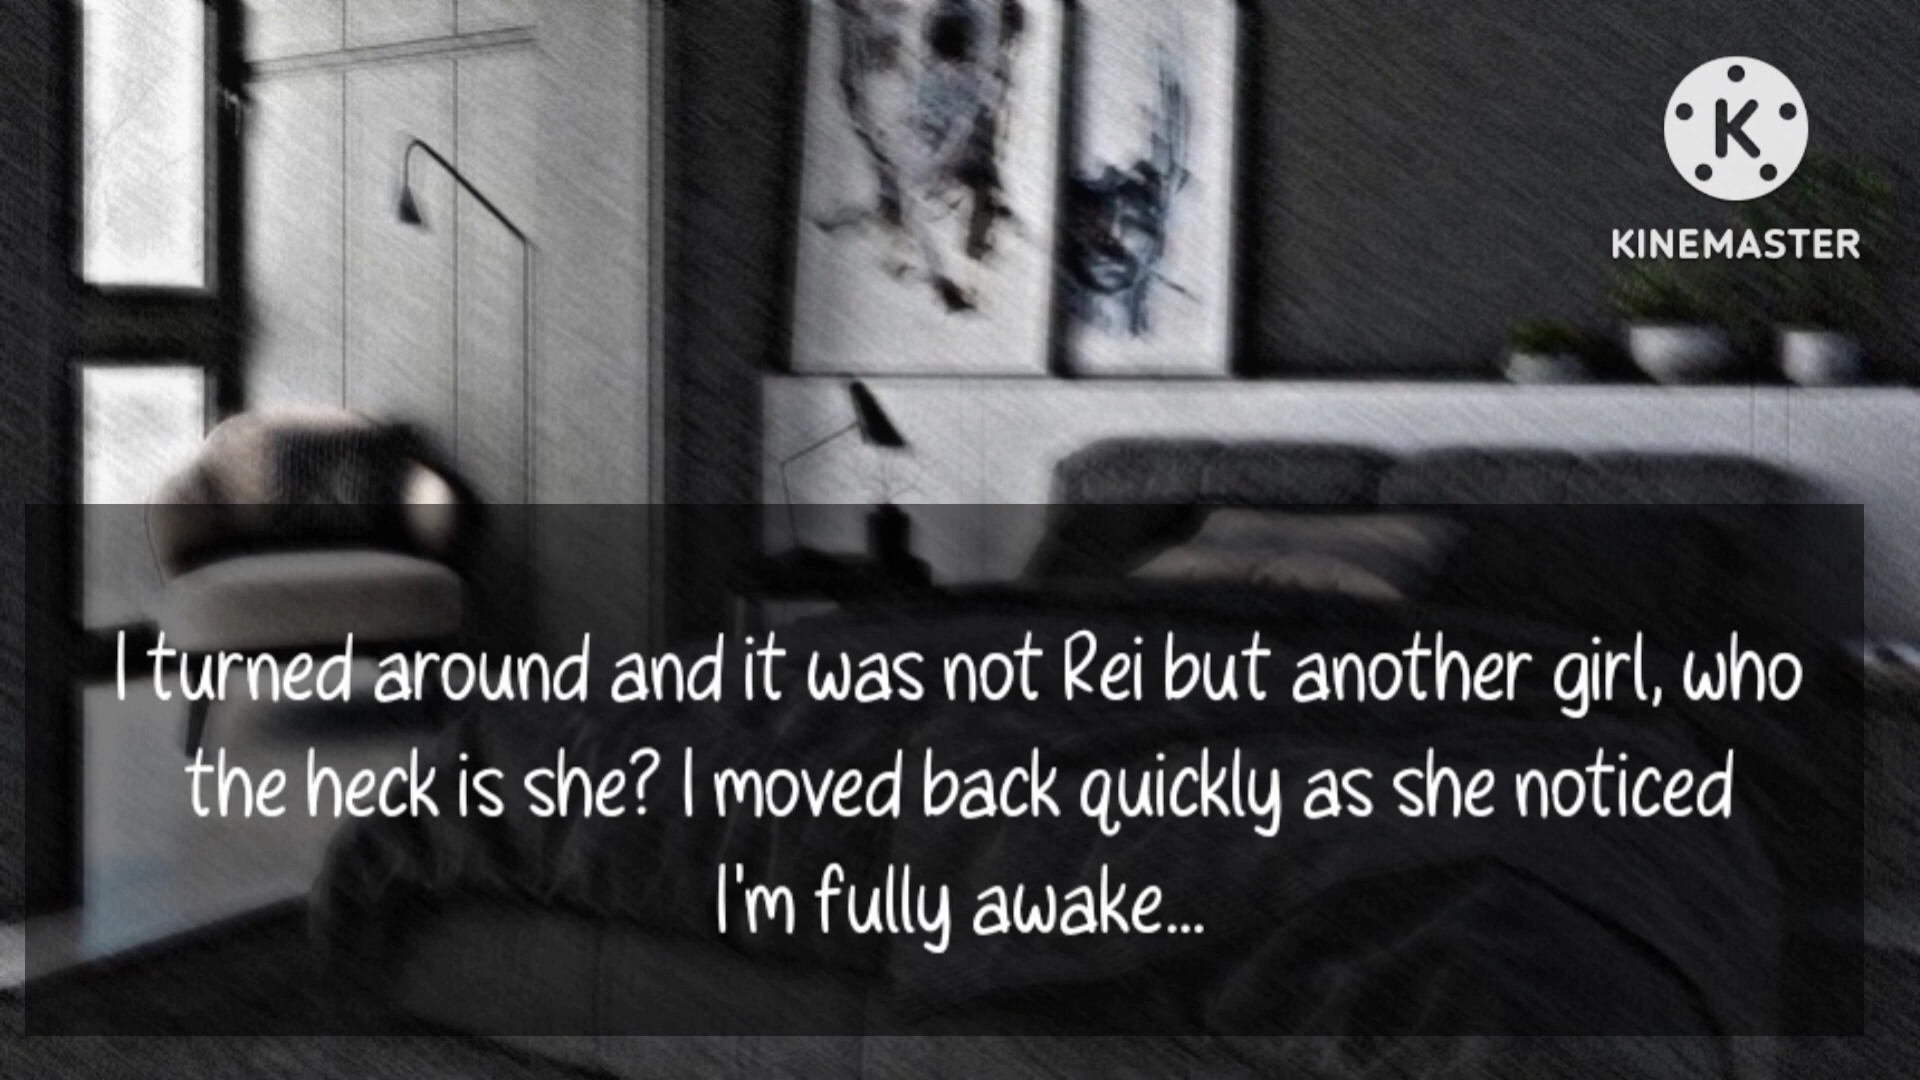 K
KINEMASTER
I turned around and it was not Rei but another girl, who
the heck is she? I moved back quickly as she noticed
I'm fully awake...